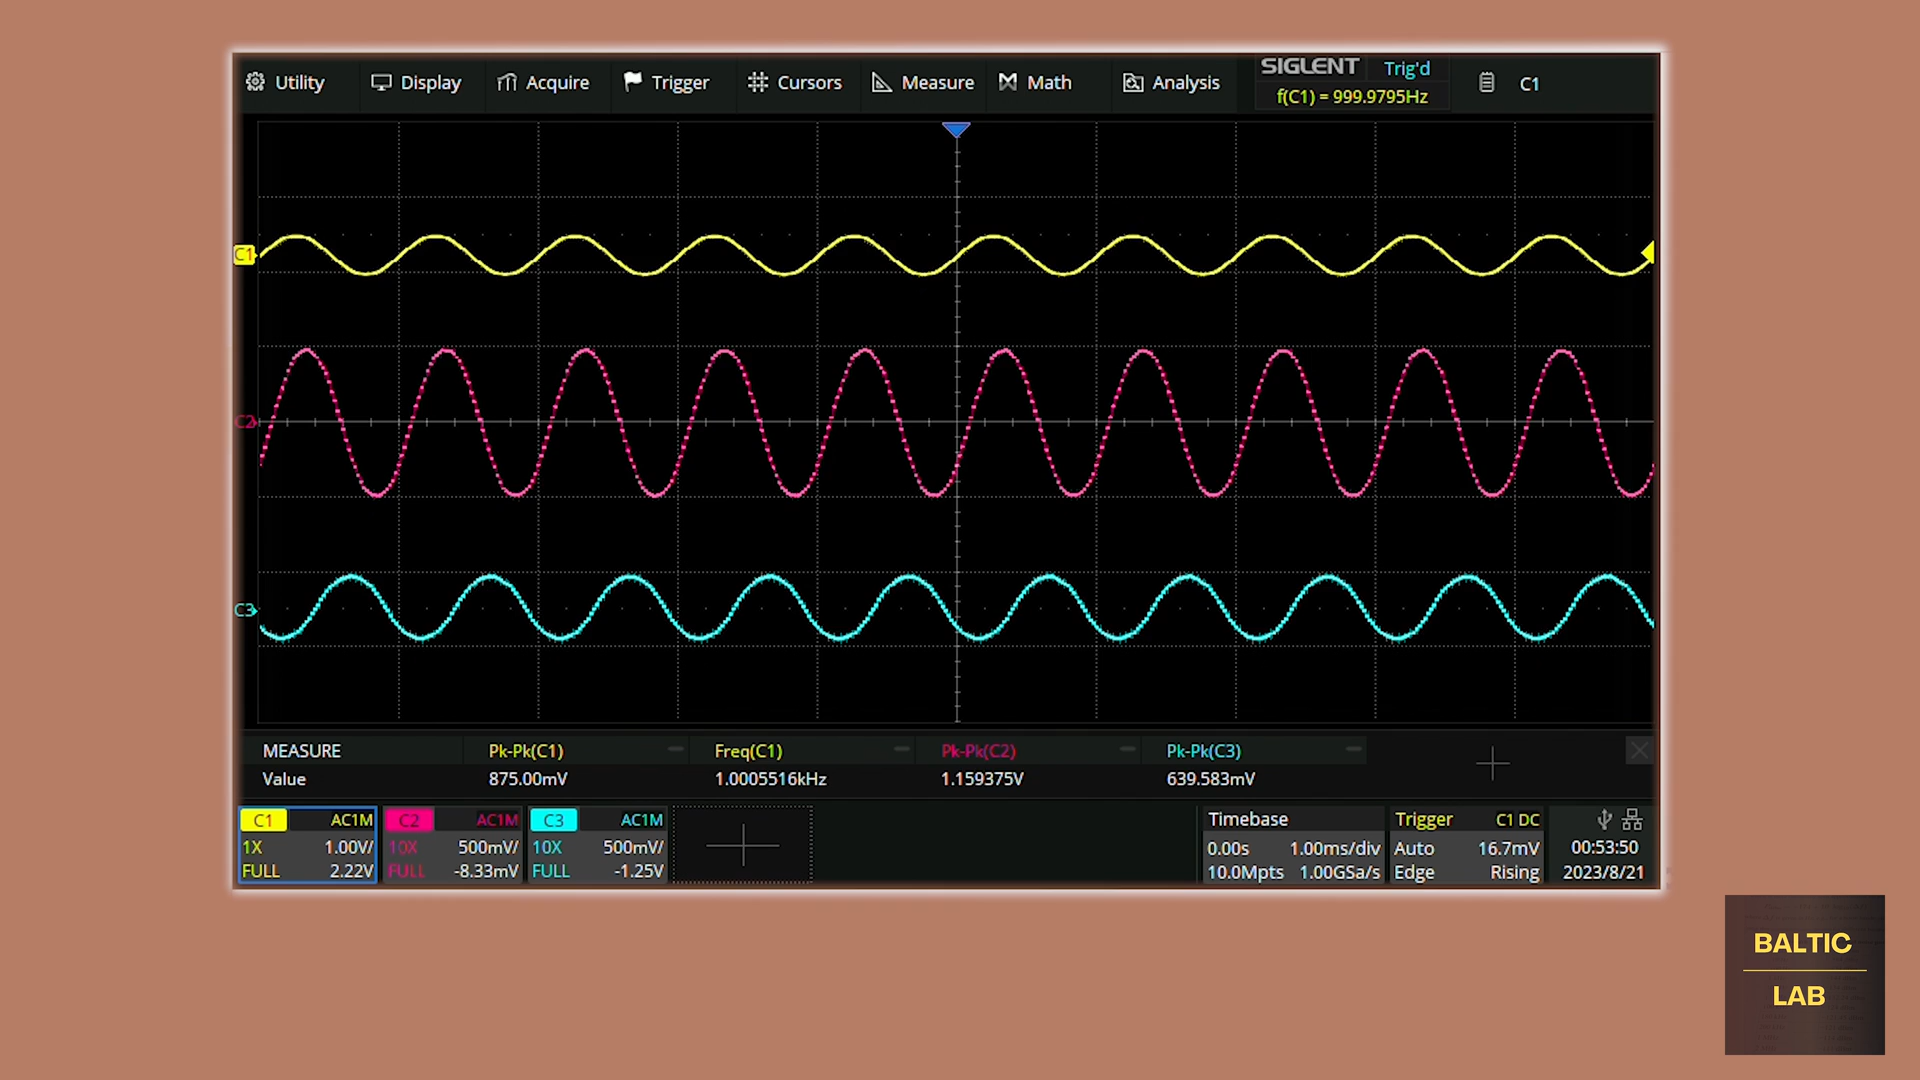 Utility Display Acquire Trigger Cursors Measure Math Analysis SIGLENT Trig'd C1
f(C1) = 999.9795Hz
C1
C2
C3
MEASURE Pk-Pk(C1) Freq(C1) Pk-Pk(C2) Pk-Pk(C3)
Value 875.00mV 1.0005516kHz 1.159375V 639.583mV
C1 AC1M C2 AC1M C3 AC1M Timebase Trigger C1 DC
1X 1.00V/ 10X 500mV/ 10X 500mV/ 0.00s 1.00ms/div Auto 16.7mV 00:53:50
FULL 2.22V FULL -8.33mV FULL -1.25V 10.0Mpts 1.00GSa/s Edge Rising 2023/8/21
BALTIC
LAB